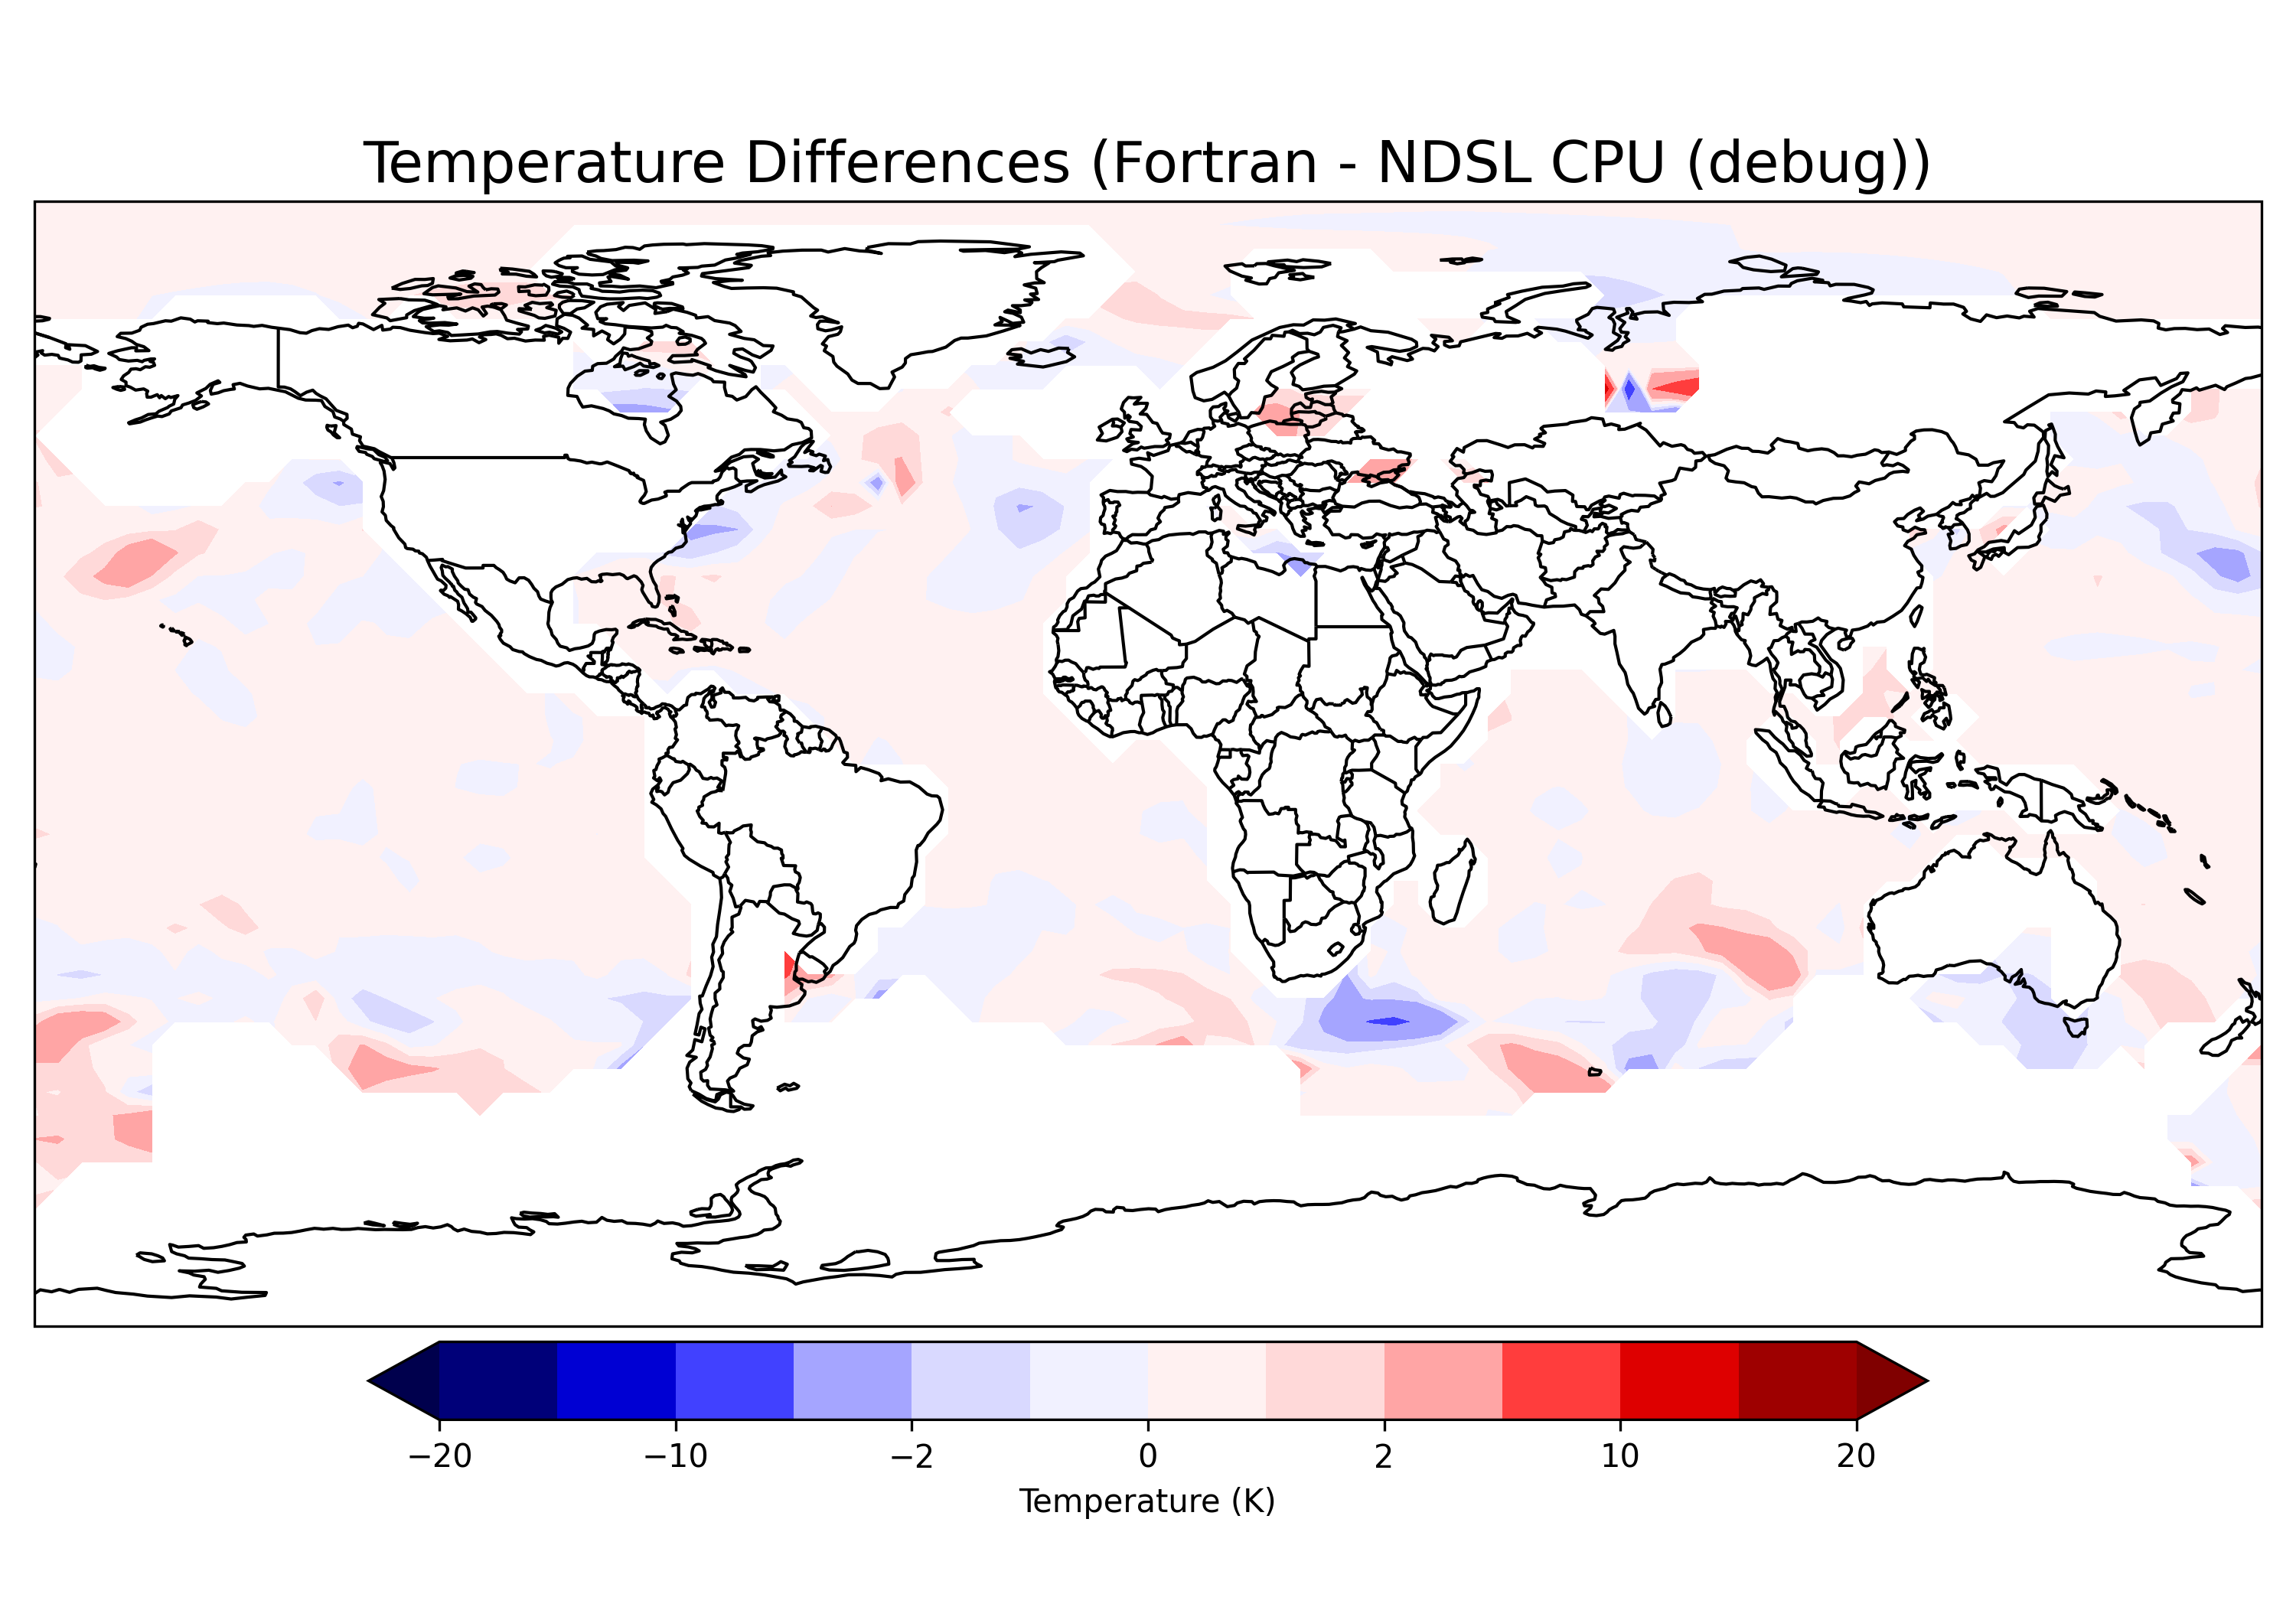 Temperature Differences (Fortran - NDSL CPU (debug))
−20 −10 −2 0 2 10 20
Temperature (K)